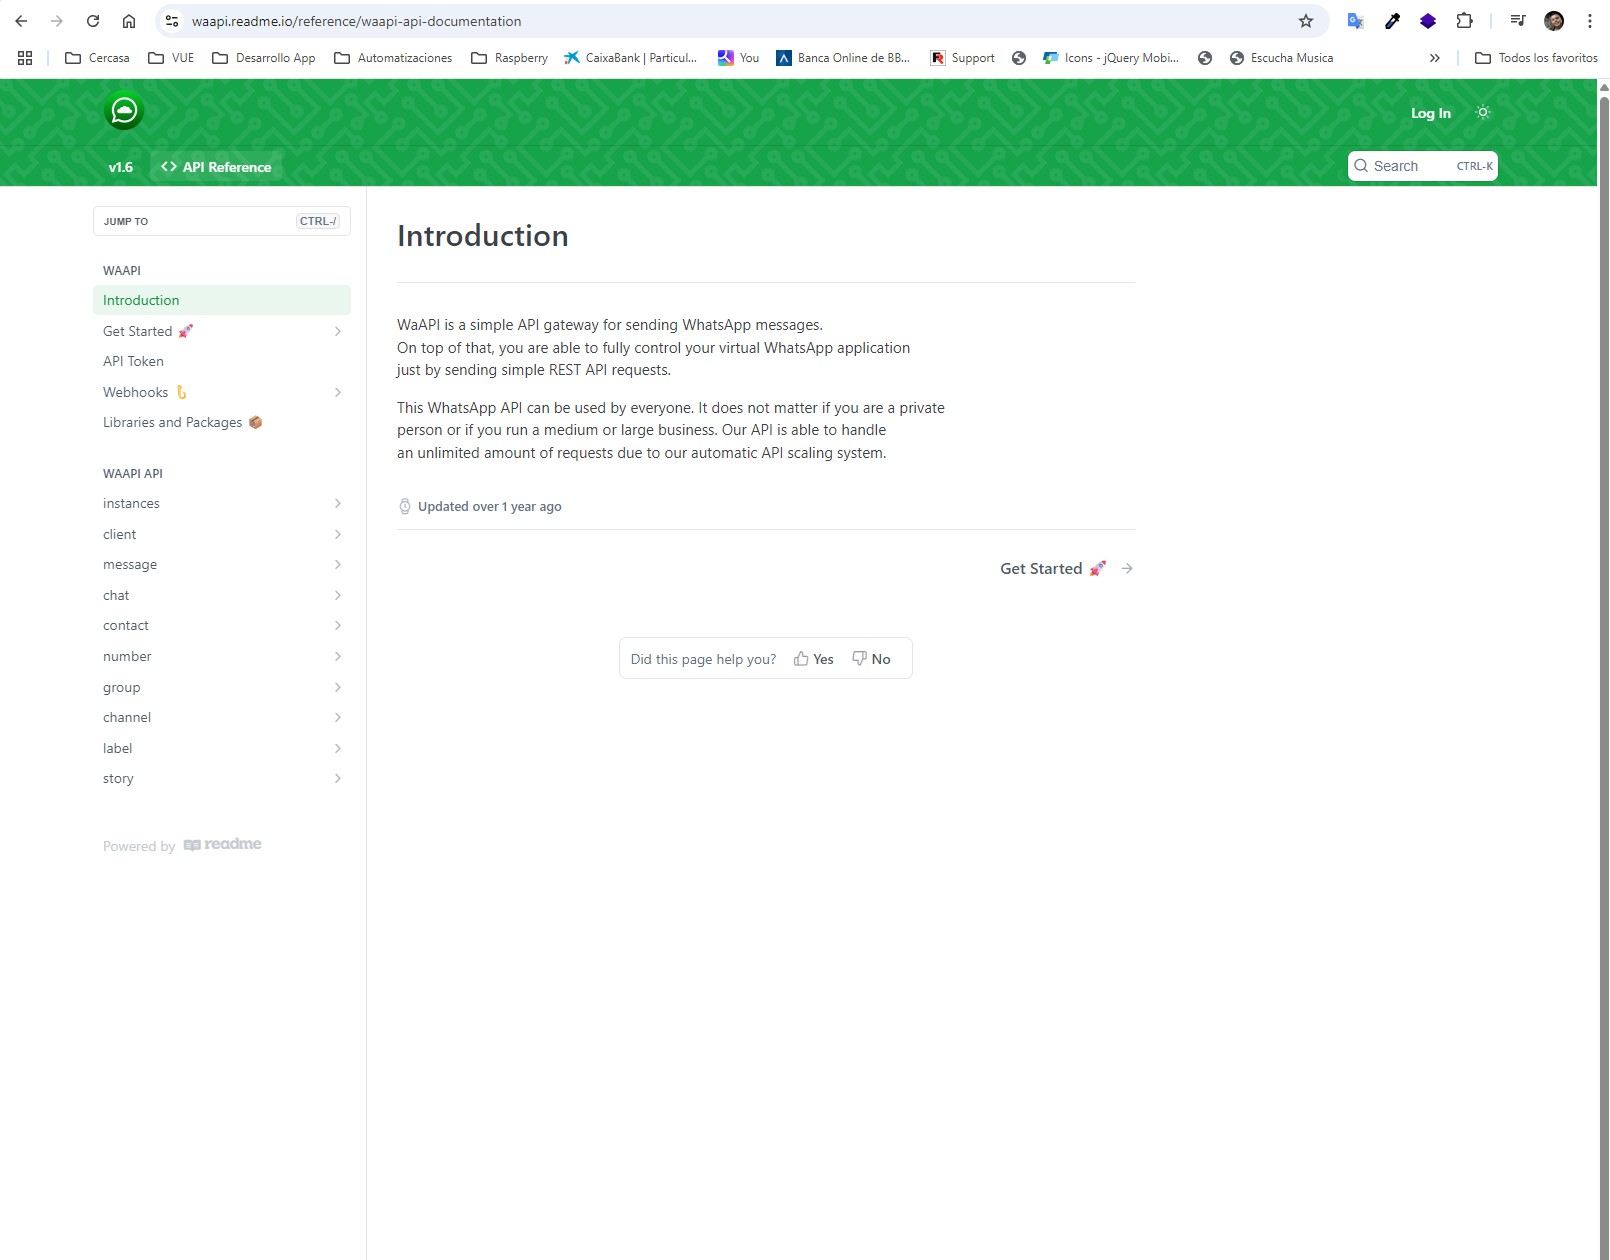 waapi.readme.io/reference/waapi-api-documentation
Cercasa
VUE
Desarrollo App
Automatizaciones
Raspberry
CaixaBank | Particul...
You
Banca Online de BB...
Support
Icons - jQuery Mobi...
Escucha Musica
Todos los favoritos
Log In
v1.6
API Reference
Search
CTRL-K
JUMP TO
CTRL-/
WAAPI
Introduction
Get Started 🚀
API Token
Webhooks 🪝
Libraries and Packages 📦
WAAPI API
instances
client
message
chat
contact
number
group
channel
label
story
Powered by readme
Introduction
WaAPI is a simple API gateway for sending WhatsApp messages.
On top of that, you are able to fully control your virtual WhatsApp application
just by sending simple REST API requests.
This WhatsApp API can be used by everyone. It does not matter if you are a private
person or if you run a medium or large business. Our API is able to handle
an unlimited amount of requests due to our automatic API scaling system.
Updated over 1 year ago
Get Started 🚀
Did this page help you?
Yes
No